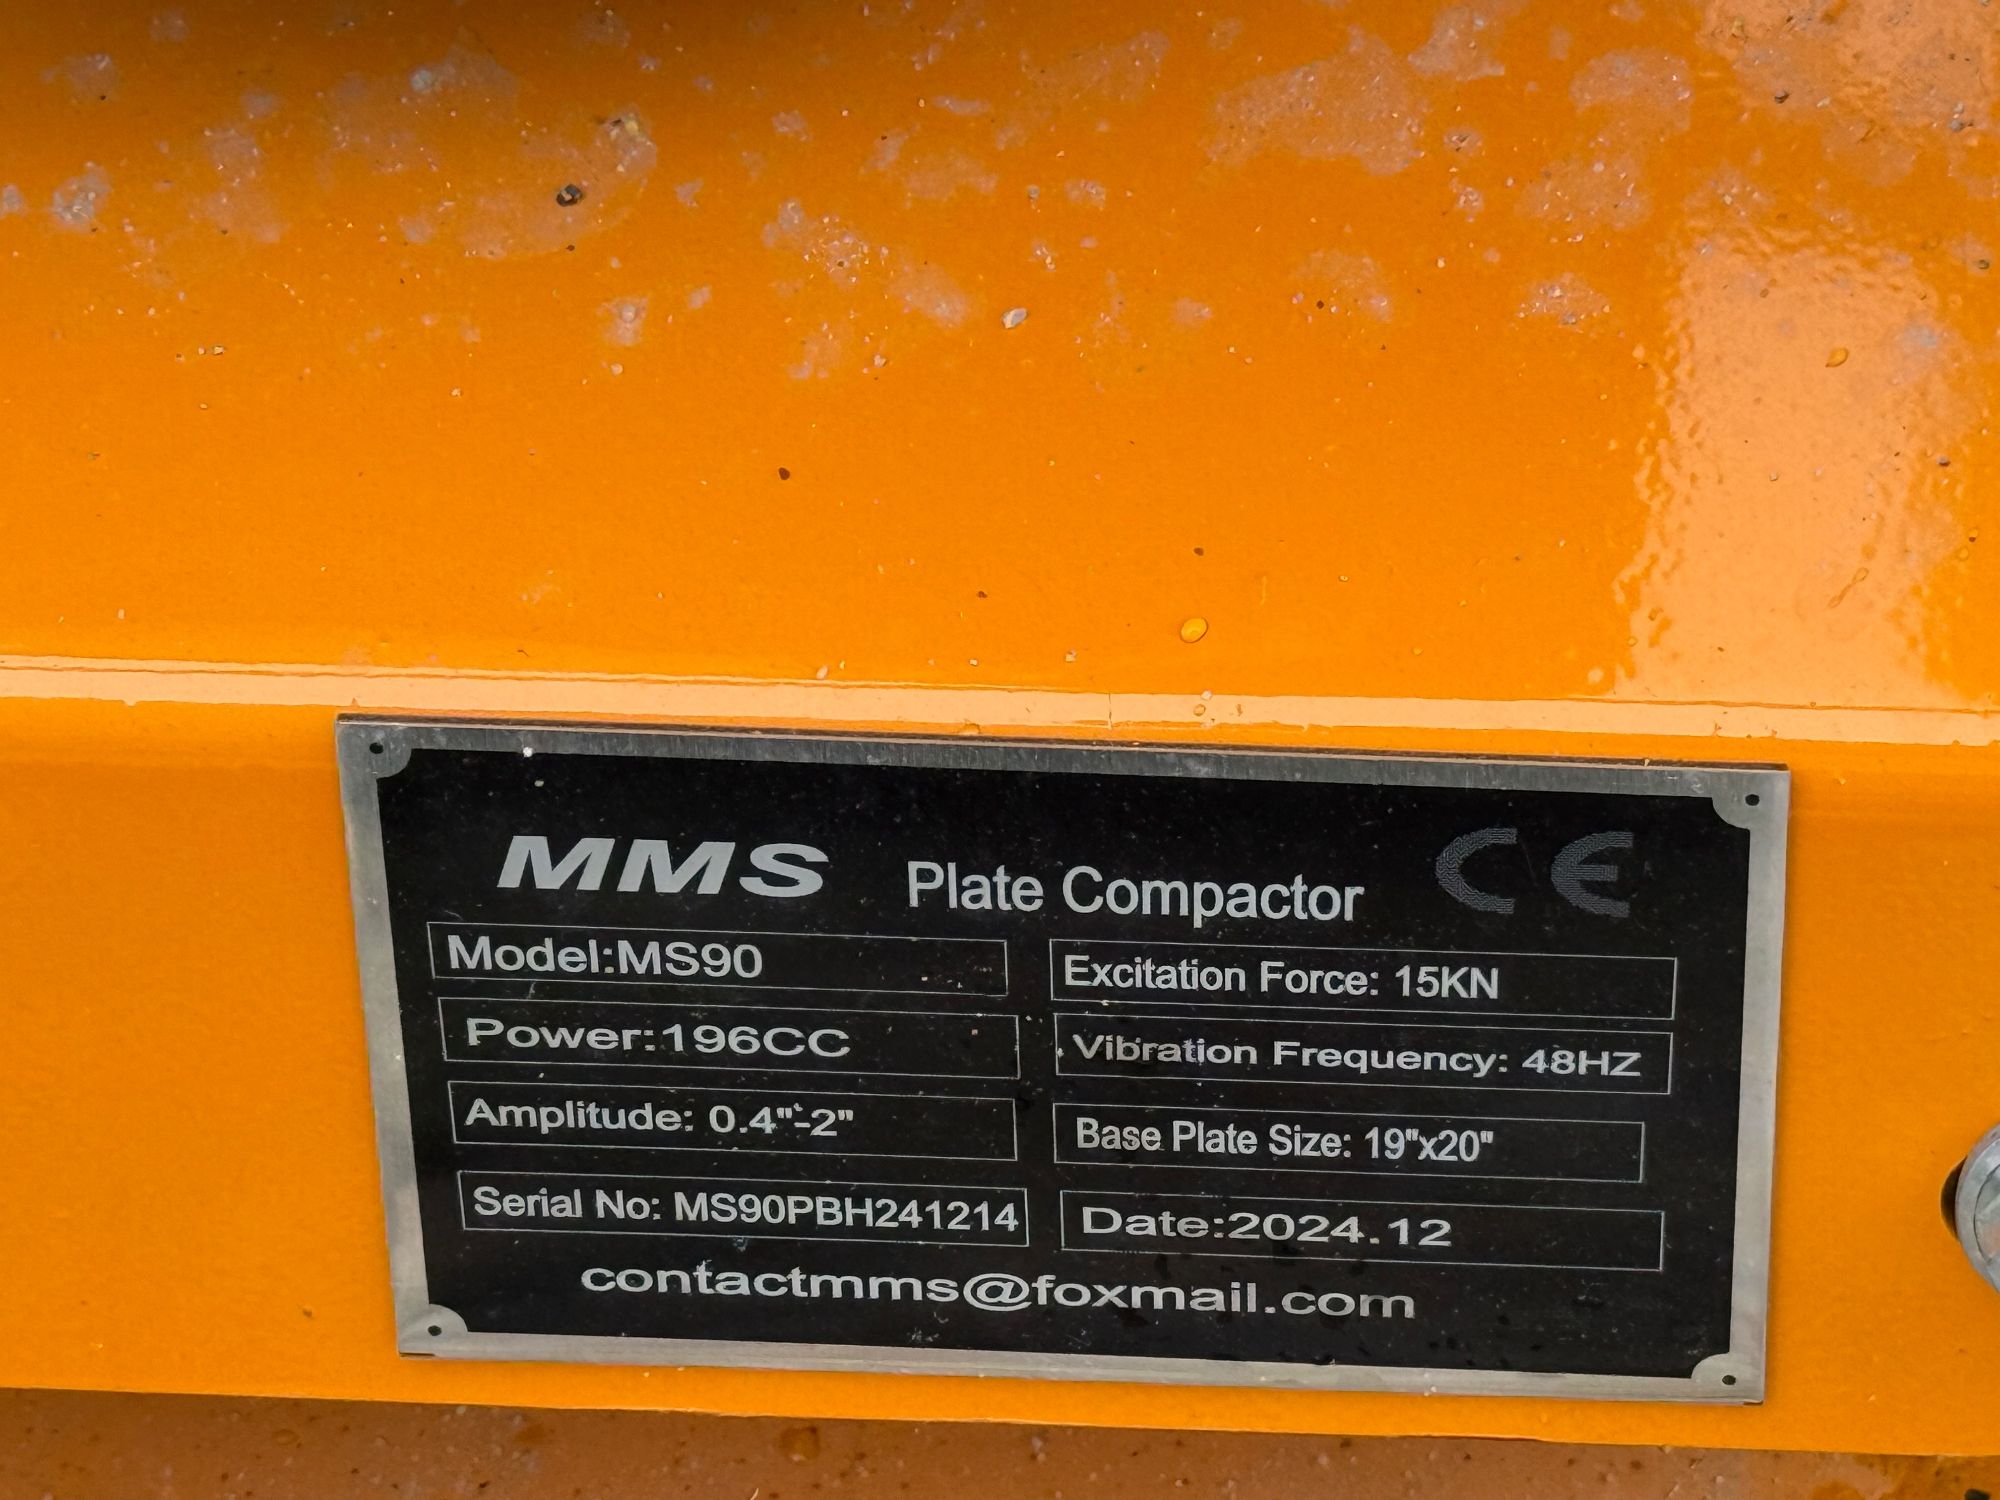 MMS Plate Compactor CE
Model:MS90
Excitation Force: 15KN
Power:196CC
Vibration Frequency: 48HZ
Amplitude: 0.4"-2"
Base Plate Size: 19"x20"
Serial No: MS90PBH241214
Date:2024.12
contactmms@foxmail.com